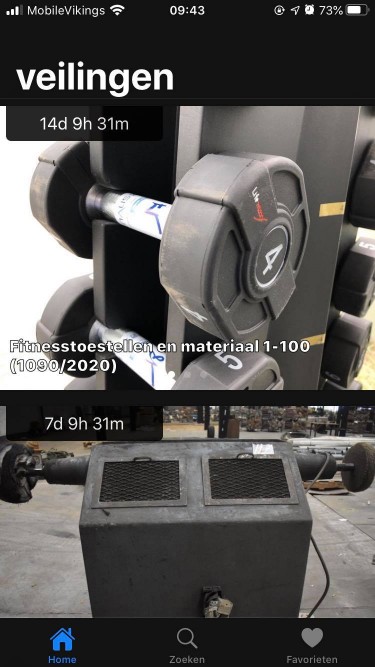 MobileVikings 09:43 73%
veilingen
14d 9h 31m
4
5
Fitnesstoestellen en materiaal 1-100
(1090/2020)
7d 9h 31m
Home Zoeken Favorieten